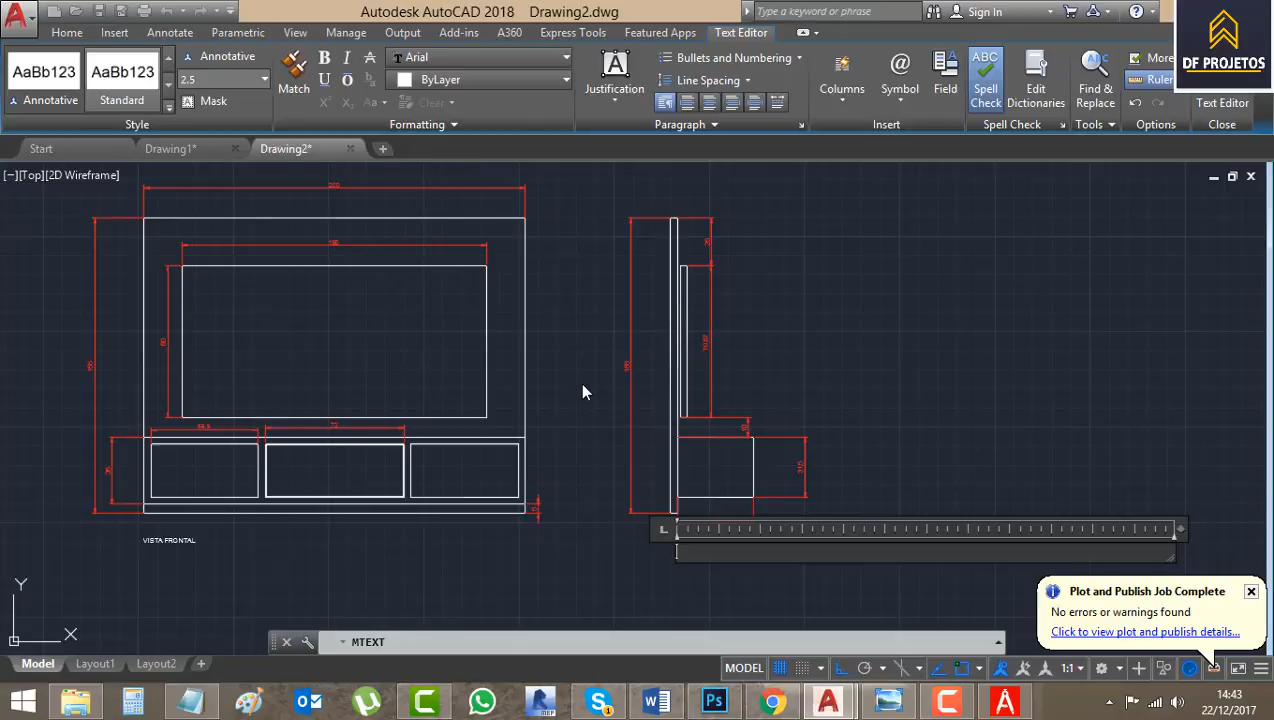 Autodesk AutoCAD 2018 Drawing2.dwg
Type a keyword or phrase
Sign In
DF PROJETOS
Home Insert Annotate Parametric View Manage Output Add-ins A360 Express Tools Featured Apps Text Editor
AaBb123 AaBb123
Annotative Standard
Annotative
2.5
Mask
Style
Match
Arial
ByLayer
Clear
Formatting
Justification
Bullets and Numbering
Line Spacing
Paragraph
Columns
Symbol
Field
Insert
ABC
Spell Check
Edit Dictionaries
Spell Check
Find & Replace
Tools
More
Ruler
Options
Text Editor
Close
Start Drawing1* Drawing2*
[−][Top][2D Wireframe]
200
80
35
VISTA FRONTAL
Y
X
MTEXT
Plot and Publish Job Complete
No errors or warnings found
Click to view plot and publish details...
Model Layout1 Layout2
MODEL
1:1
14:43
22/12/2017